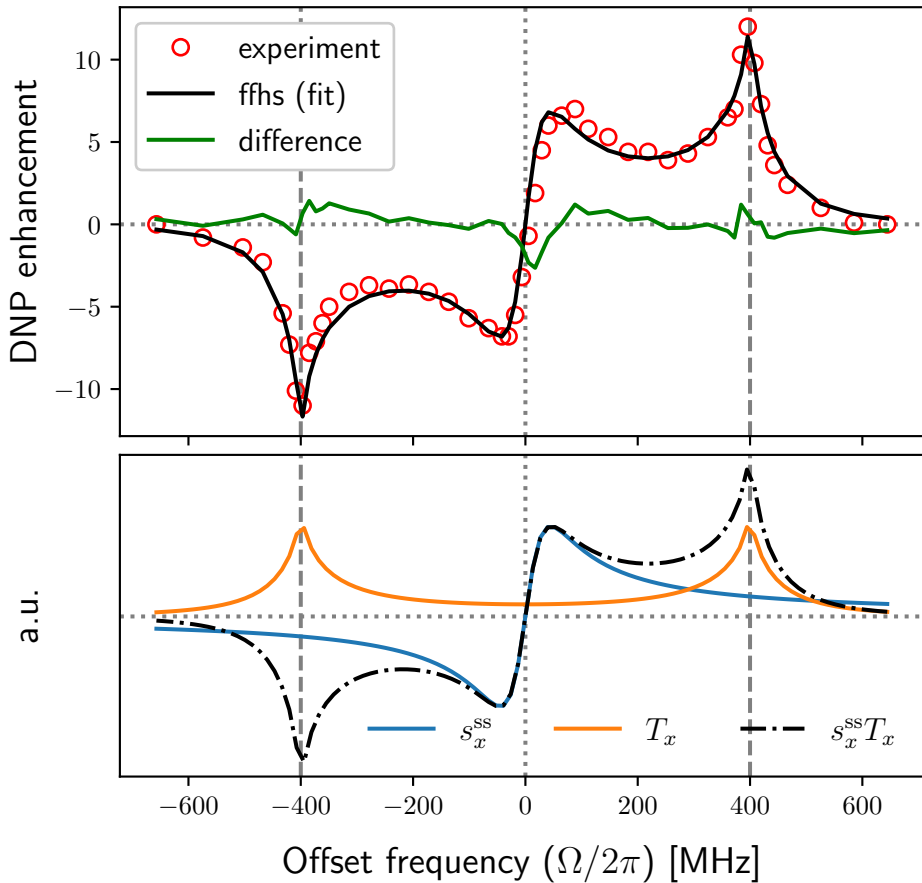 experiment
ffhs (fit)
difference
DNP enhancement
10
5
0
−5
−10
a.u.
s_x^ss
T_x
s_x^ss T_x
−600 −400 −200 0 200 400 600
Offset frequency (Ω/2π) [MHz]